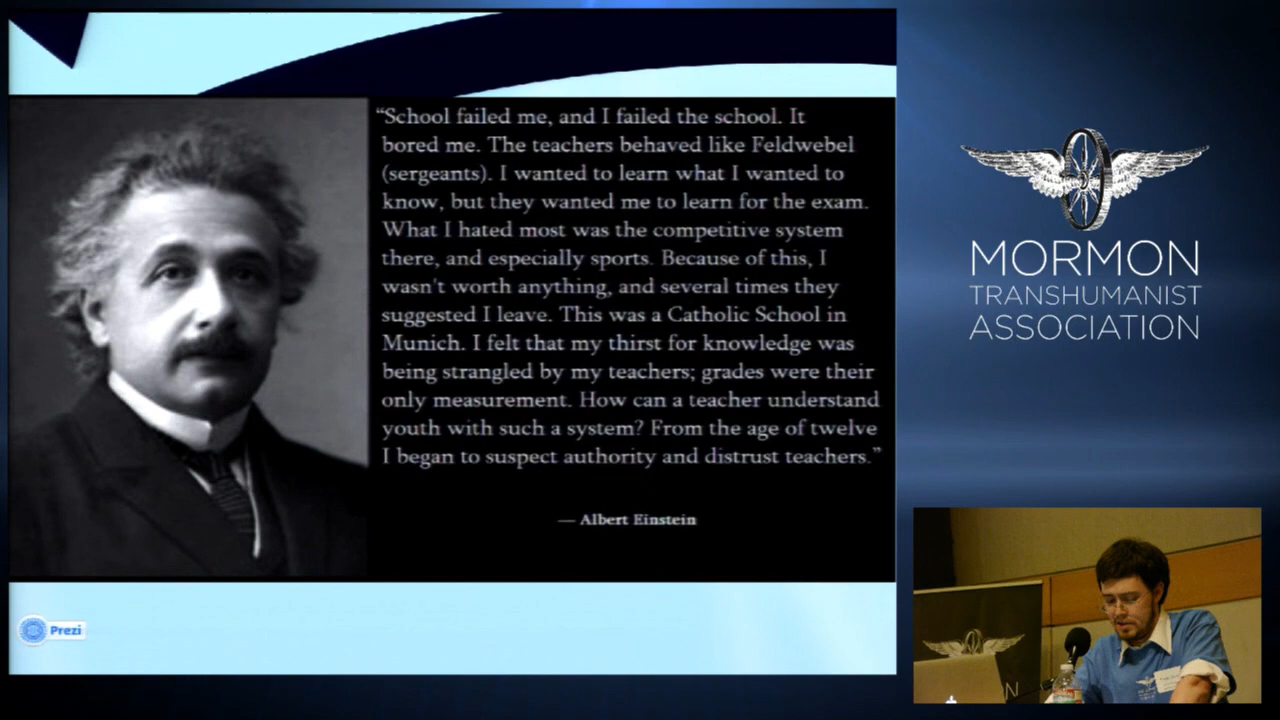 “School failed me, and I failed the school. It
bored me. The teachers behaved like Feldwebel
(sergeants). I wanted to learn what I wanted to
know, but they wanted me to learn for the exam.
What I hated most was the competitive system
there, and especially sports. Because of this, I
wasn't worth anything, and several times they
suggested I leave. This was a Catholic School in
Munich. I felt that my thirst for knowledge was
being strangled by my teachers; grades were their
only measurement. How can a teacher understand
youth with such a system? From the age of twelve
I began to suspect authority and distrust teachers.”
— Albert Einstein
Prezi
MORMON
TRANSHUMANIST
ASSOCIATION